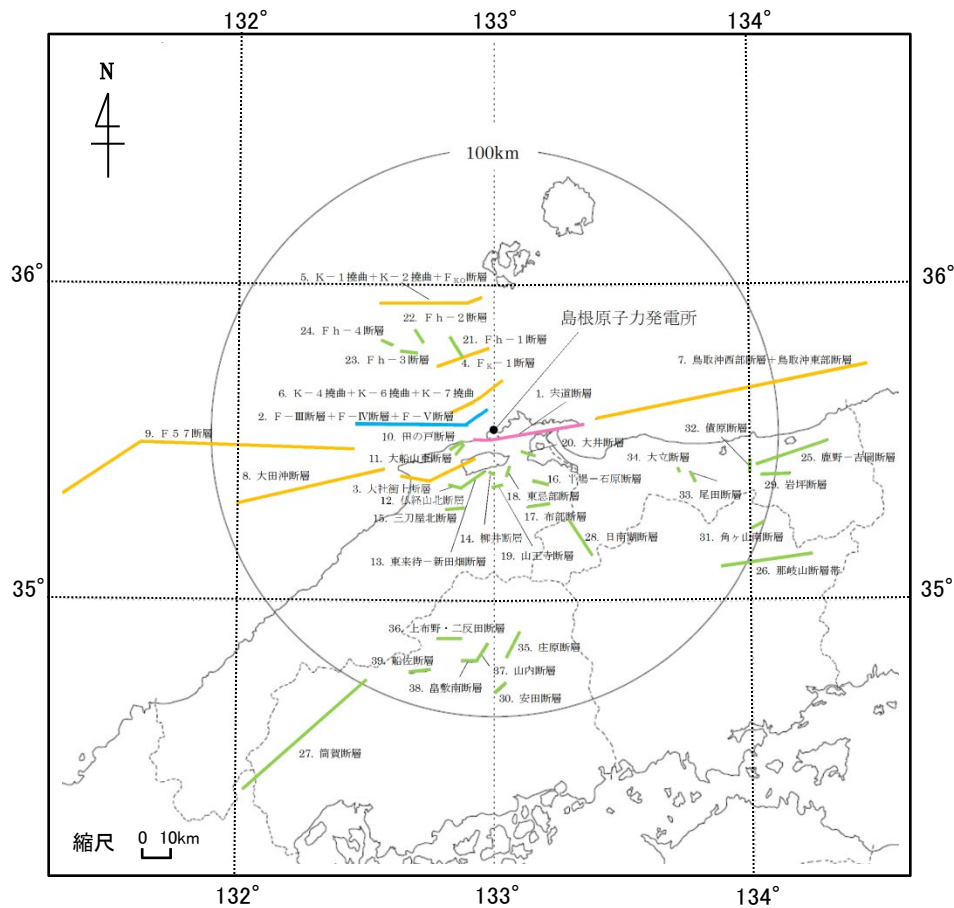 132°
133°
134°
N
100km
36°
36°
5. K－1撓曲＋K－2撓曲＋FKO断層
22. Fh－2断層
24. Fh－4断層
島根原子力発電所
21. Fh－1断層
23. Fh－3断層
4. FK－1断層
7. 鳥取沖西部断層＋鳥取沖東部断層
6. K－4撓曲＋K－6撓曲＋K－7撓曲
1. 宍道断層
2. F－Ⅲ断層＋F－Ⅳ断層＋F－Ⅴ断層
9. F57断層
10. 田の戸断層
20. 大井断層
32.
34. 大立断層
25. 鹿野－吉岡断層
11. 大船山東断層
8. 大田沖断層
16.
29. 岩坪断層
3. 大社衝上断層
18. 東忌部断層
33. 尾田断層
12. 仏経山北断層
17. 布部断層
15. 三刀屋北断層
14. 柳井断層
28. 日南湖断層
31. 角ヶ山南断層
13. 東来待－新田畑断層
19. 山王寺断層
26. 那岐山断層帯
35°
35°
36. 上布野・二反田断層
35. 庄原断層
39. 船佐断層
37. 山内断層
38. 畠敷南断層
30. 安田断層
27. 筒賀断層
縮尺 0 10km
132°
133°
134°